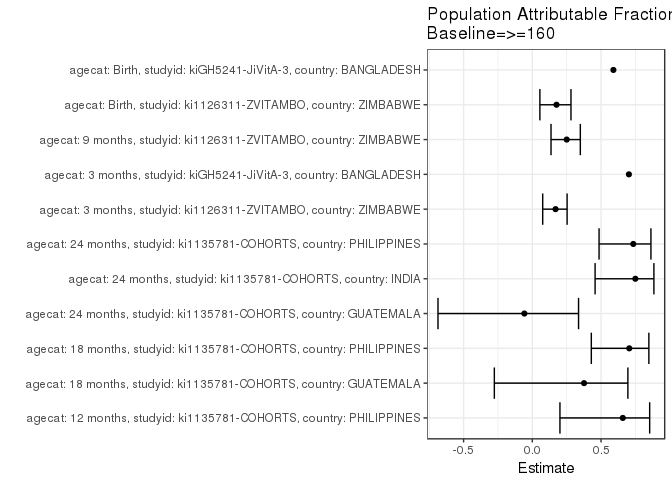 Population Attributable Fraction
Baseline=>=160
agecat: Birth, studyid: kiGH5241-JiVitA-3, country: BANGLADESH
agecat: Birth, studyid: ki1126311-ZVITAMBO, country: ZIMBABWE
agecat: 9 months, studyid: ki1126311-ZVITAMBO, country: ZIMBABWE
agecat: 3 months, studyid: kiGH5241-JiVitA-3, country: BANGLADESH
agecat: 3 months, studyid: ki1126311-ZVITAMBO, country: ZIMBABWE
agecat: 24 months, studyid: ki1135781-COHORTS, country: PHILIPPINES
agecat: 24 months, studyid: ki1135781-COHORTS, country: INDIA
agecat: 24 months, studyid: ki1135781-COHORTS, country: GUATEMALA
agecat: 18 months, studyid: ki1135781-COHORTS, country: PHILIPPINES
agecat: 18 months, studyid: ki1135781-COHORTS, country: GUATEMALA
agecat: 12 months, studyid: ki1135781-COHORTS, country: PHILIPPINES
-0.5 0.0 0.5
Estimate